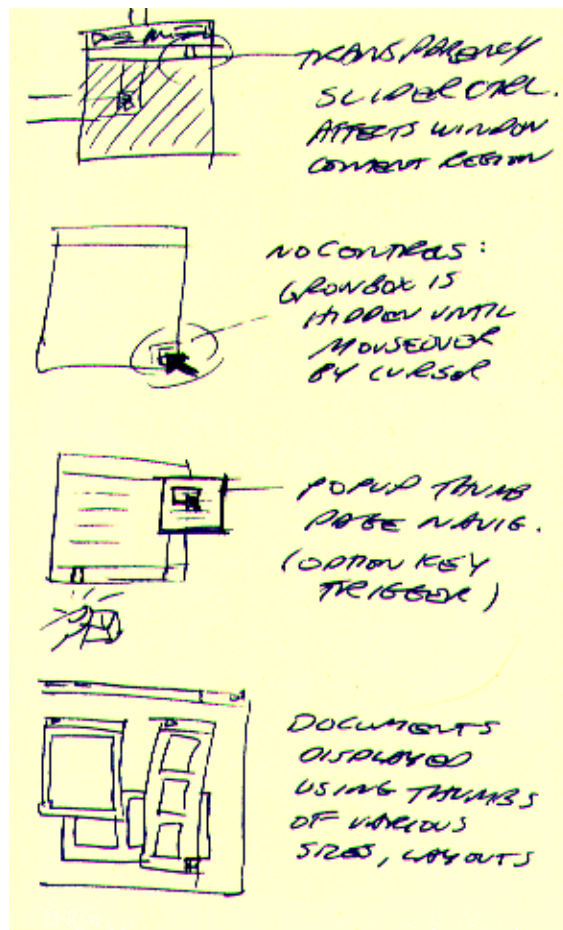 TRANSPARENCY
SLIDER CTRL.
AFFECTS WINDOW
CONTENT REGION
NO CONTROLS:
GROWBOX IS
HIDDEN UNTIL
MOUSEOVER
BY CURSOR
POPUP THUMB
PAGE NAVIG.
(OPTION KEY
TRIGGER)
DOCUMENTS
DISPLAYED
USING THUMBS
OF VARIOUS
SIZES, LAYOUTS